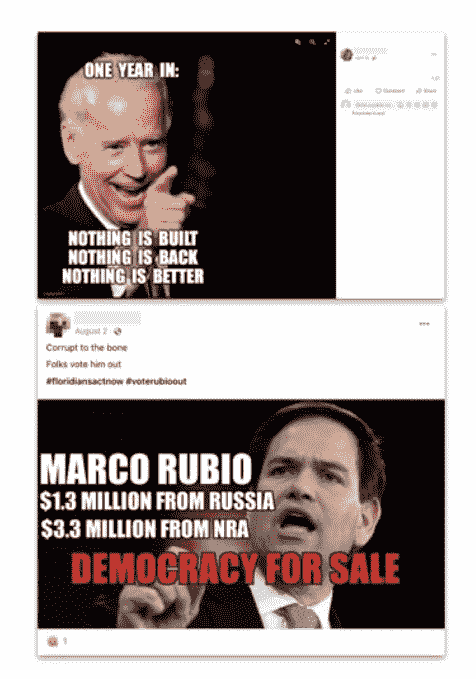 ONE YEAR IN:
NOTHING IS BUILT
NOTHING IS BACK
NOTHING IS BETTER
Like Comment Share
August 2
Corrupt to the bone
Folks vote him out
#floridiansactnow #voterubioout
MARCO RUBIO
$1.3 MILLION FROM RUSSIA
$3.3 MILLION FROM NRA
DEMOCRACY FOR SALE
1